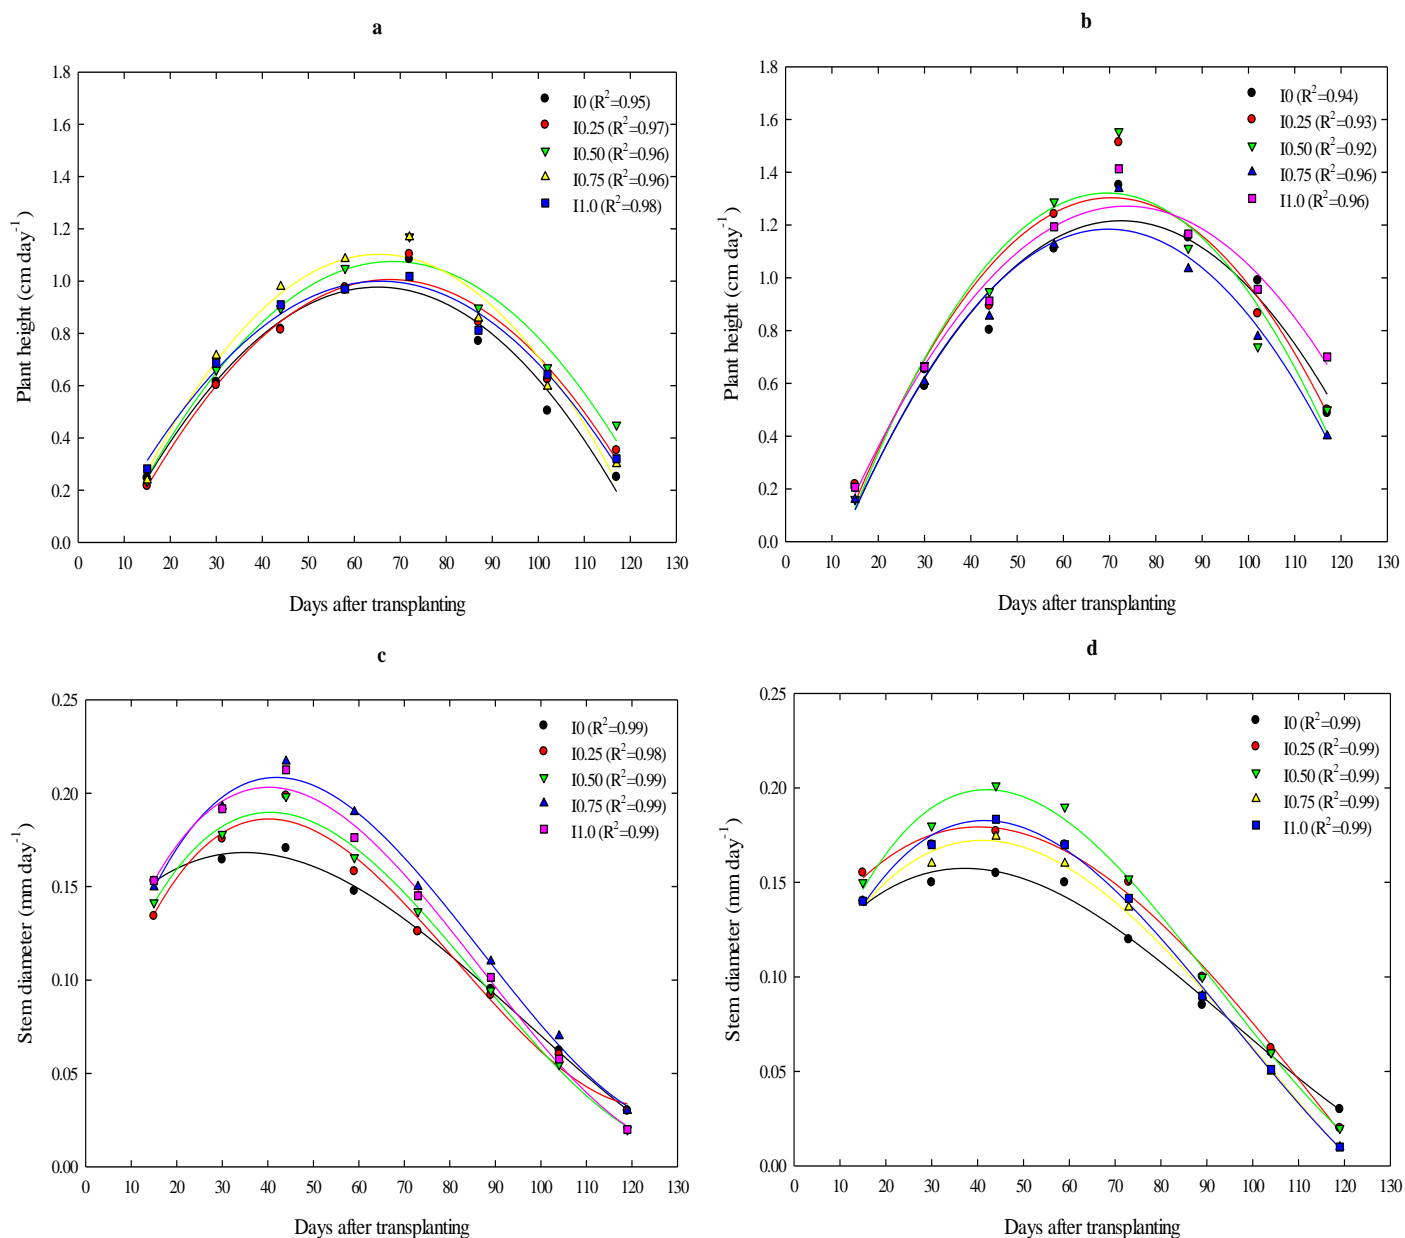 a
1.8
1.6
1.4
1.2
1.0
0.8
0.6
0.4
0.2
0.0
Plant height (cm day⁻¹)
I0 (R²=0.95)
I0.25 (R²=0.97)
I0.50 (R²=0.96)
I0.75 (R²=0.96)
I1.0 (R²=0.98)
0 10 20 30 40 50 60 70 80 90 100 110 120 130
Days after transplanting
b
1.8
1.6
1.4
1.2
1.0
0.8
0.6
0.4
0.2
0.0
Plant height (cm day⁻¹)
I0 (R²=0.94)
I0.25 (R²=0.93)
I0.50 (R²=0.92)
I0.75 (R²=0.96)
I1.0 (R²=0.96)
0 10 20 30 40 50 60 70 80 90 100 110 120 130
Days after transplanting
c
0.25
0.20
0.15
0.10
0.05
0.00
Stem diameter (mm day⁻¹)
I0 (R²=0.99)
I0.25 (R²=0.98)
I0.50 (R²=0.99)
I0.75 (R²=0.99)
I1.0 (R²=0.99)
0 10 20 30 40 50 60 70 80 90 100 110 120 130
Days after transplanting
d
0.25
0.20
0.15
0.10
0.05
0.00
Stem diameter (mm day⁻¹)
I0 (R²=0.99)
I0.25 (R²=0.99)
I0.50 (R²=0.99)
I0.75 (R²=0.99)
I1.0 (R²=0.99)
0 10 20 30 40 50 60 70 80 90 100 110 120 130
Days after transplanting